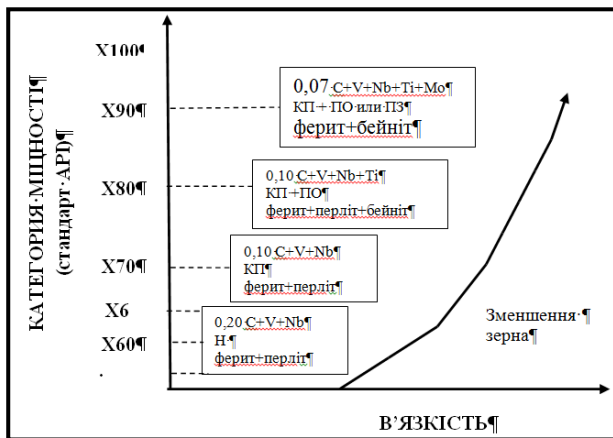 КАТЕГОРИЯ·МІЦНОСТІ¶
(стандарт·АРІ)¶
Х100¶
Х90¶
Х80¶
Х70¶
Х6
Х60¶
.
0,07·С+V+Nb+Ti+Mo¶
КП·+·ПО·или·ПЗ¶
ферит+бейніт¶
0,10·С+V+Nb+Ti¶
КП·+ПО¶
ферит+перліт+бейніт¶
0,10·С+V+Nb¶
КП¶
ферит+перліт¶
0,20·С+V+Nb¶
Н·¶
ферит+перліт¶
Зменшення·¶
зерна¶
В’ЯЗКІСТЬ¶